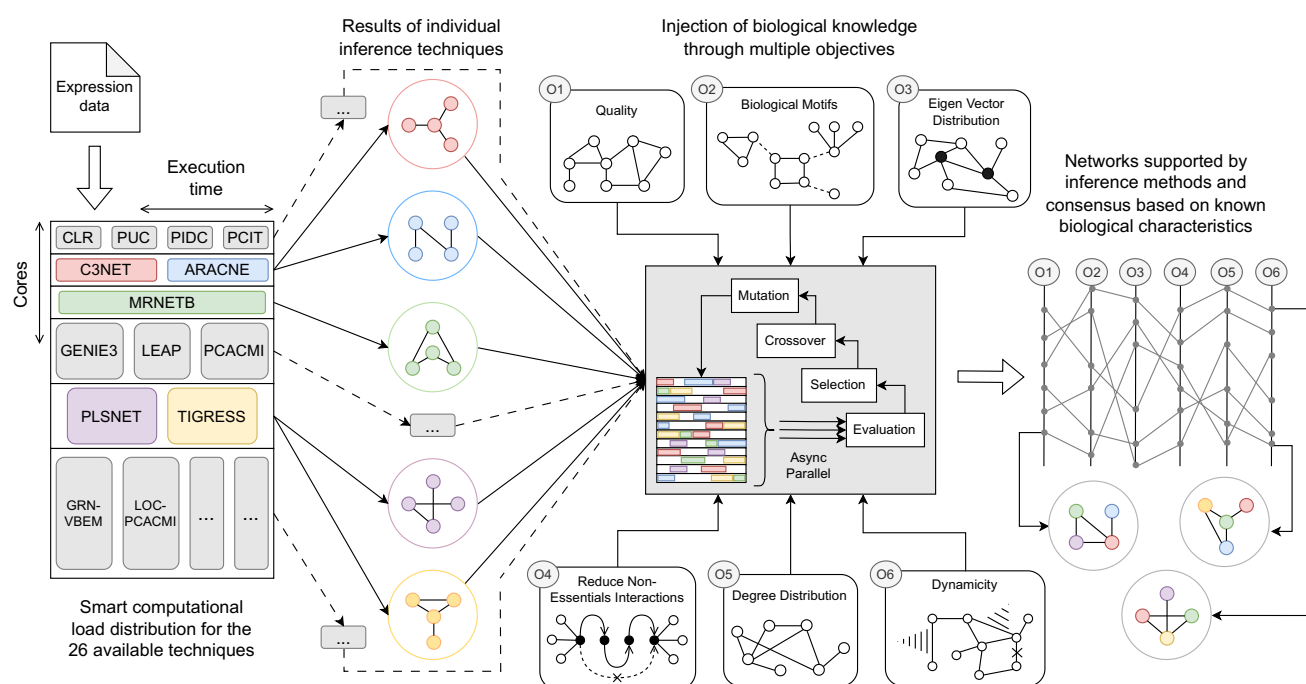 Expression
data
Execution
time
Cores
CLR
PUC
PIDC
PCIT
C3NET
ARACNE
MRNETB
GENIE3
LEAP
PCACMI
PLSNET
TIGRESS
GRN-
VBEM
LOC-
PCACMI
...
...
Smart computational
load distribution for the
26 available techniques
Results of individual
inference techniques
...
...
...
Injection of biological knowledge
through multiple objectives
O1
Quality
O2
Biological Motifs
O3
Eigen Vector
Distribution
Mutation
Crossover
Selection
Evaluation
Async
Parallel
O4
Reduce Non-
Essentials Interactions
O5
Degree Distribution
O6
Dynamicity
Networks supported by
inference methods and
consensus based on known
biological characteristics
O1
O2
O3
O4
O5
O6